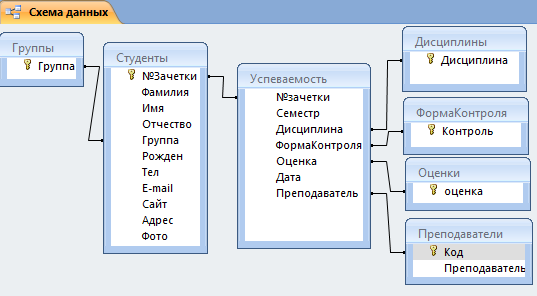 Схема данных
Группы
Группа
Студенты
№Зачетки
Фамилия
Имя
Отчество
Группа
Рожден
Тел
E-mail
Сайт
Адрес
Фото
Успеваемость
№зачетки
Семестр
Дисциплина
ФормаКонтроля
Оценка
Дата
Преподаватель
Дисциплины
Дисциплина
ФормаКонтроля
Контроль
Оценки
оценка
Преподаватели
Код
Преподаватель